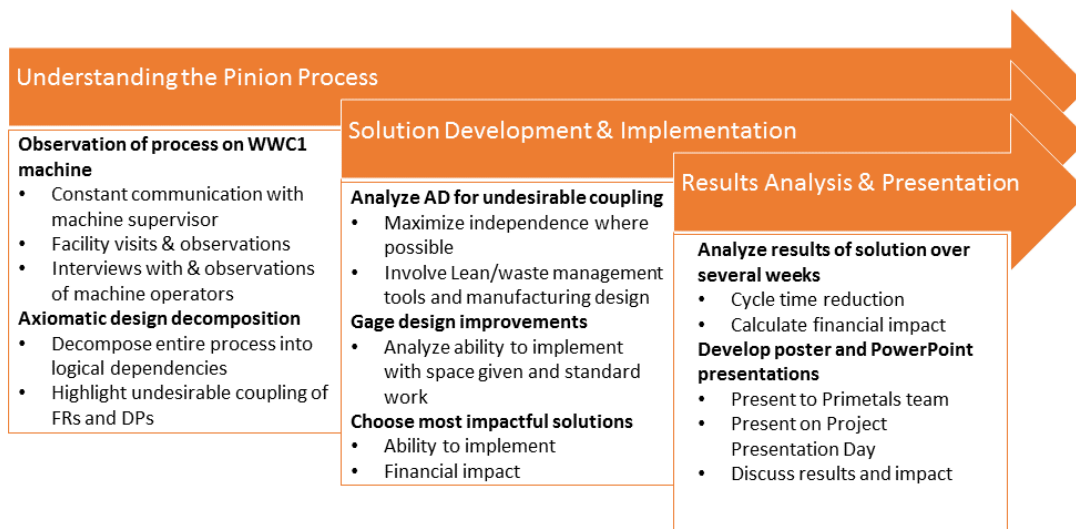 Understanding the Pinion Process
Observation of process on WWC1
machine
• Constant communication with
machine supervisor
• Facility visits & observations
• Interviews with & observations
of machine operators
Axiomatic design decomposition
• Decompose entire process into
logical dependencies
• Highlight undesirable coupling of
FRs and DPs
Solution Development & Implementation
Analyze AD for undesirable coupling
• Maximize independence where
possible
• Involve Lean/waste management
tools and manufacturing design
Gage design improvements
• Analyze ability to implement
with space given and standard
work
Choose most impactful solutions
• Ability to implement
• Financial impact
Results Analysis & Presentation
Analyze results of solution over
several weeks
• Cycle time reduction
• Calculate financial impact
Develop poster and PowerPoint
presentations
• Present to Primetals team
• Present on Project
Presentation Day
• Discuss results and impact